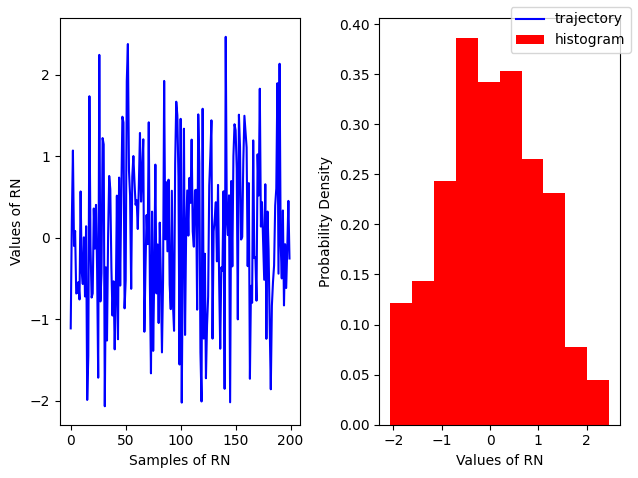 trajectory
histogram
Values of RN
2
1
0
−1
−2
0 50 100 150 200
Samples of RN
Probability Density
0.40
0.35
0.30
0.25
0.20
0.15
0.10
0.05
0.00
−2 −1 0 1 2
Values of RN